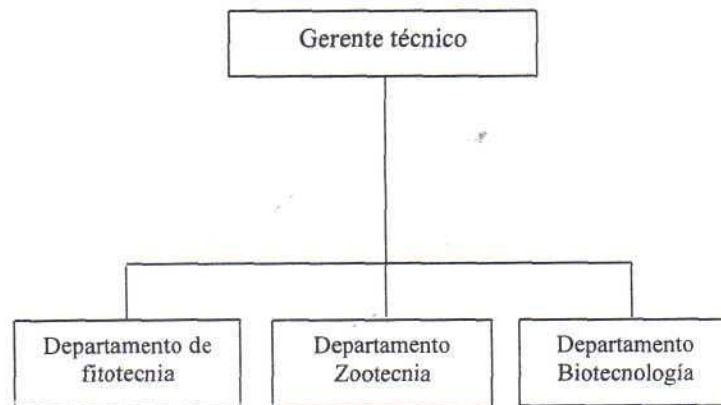 Gerente técnico
Departamento de
fitotecnia
Departamento
Zootecnia
Departamento
Biotecnología